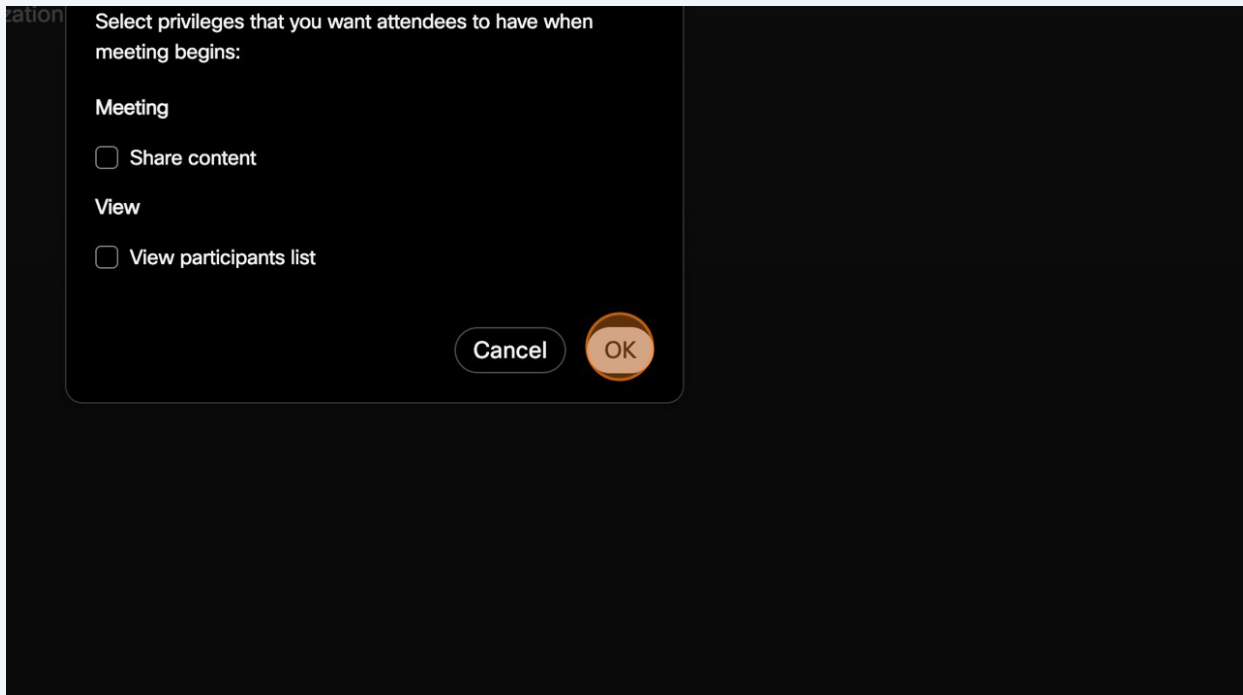 zation
Select privileges that you want attendees to have when
meeting begins:
Meeting
Share content
View
View participants list
Cancel
OK